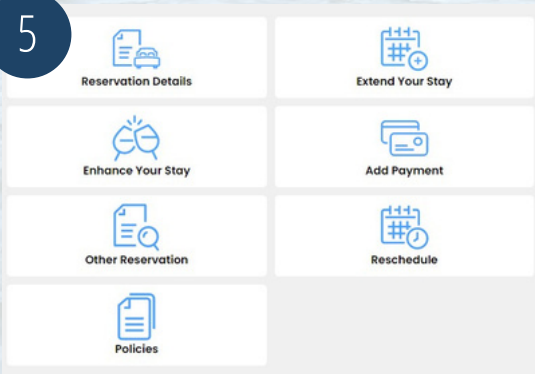 5
Reservation Details
Extend Your Stay
Enhance Your Stay
Add Payment
Other Reservation
Reschedule
Policies